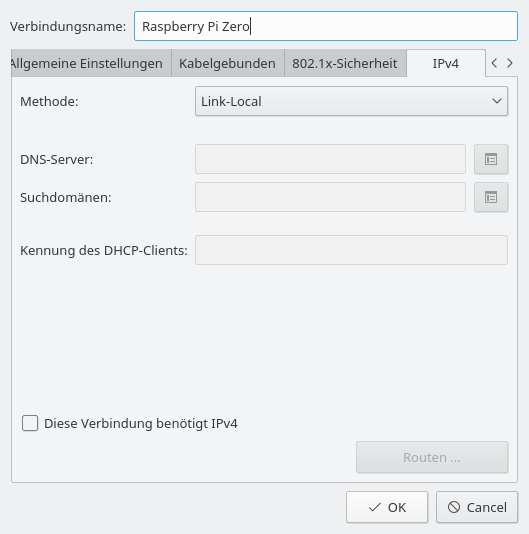 Verbindungsname: Raspberry Pi Zero
Allgemeine Einstellungen Kabelgebunden 802.1x-Sicherheit IPv4
Methode: Link-Local
DNS-Server:
Suchdomänen:
Kennung des DHCP-Clients:
Diese Verbindung benötigt IPv4
Routen ...
OK Cancel